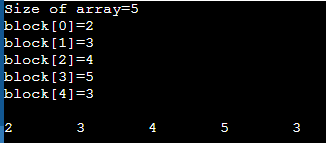 Size of array=5
block[0]=2
block[1]=3
block[2]=4
block[3]=5
block[4]=3
2 3 4 5 3